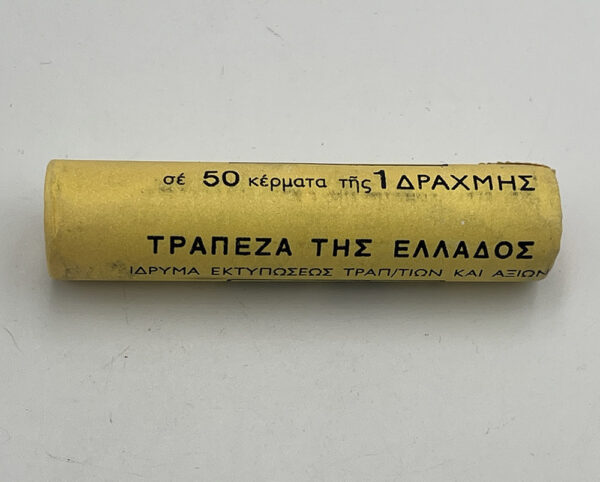 σέ 50 κέρματα τῆς 1 ΔΡΑΧΜΗΣ
ΤΡΑΠΕΖΑ ΤΗΣ ΕΛΛΑΔΟΣ
ΙΔΡΥΜΑ ΕΚΤΥΠΩΣΕΩΣ ΤΡΑΠ/ΤΙΩΝ ΚΑΙ ΑΞΙΩΝ